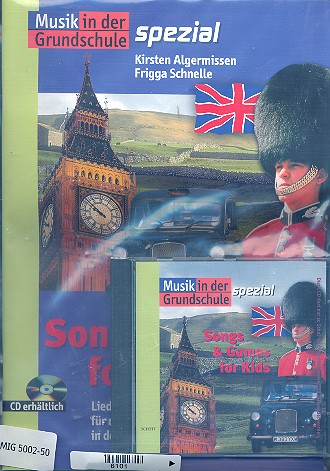 Musik in der
Grundschule
spezial
Kirsten Algermissen
Frigga Schnelle
Musik in der
Grundschule
spezial
Songs
& Games
for Kids
SCHOTT
Son
fo
CD erhältlich
Lied
für
in d
MIG 5002-50
6101